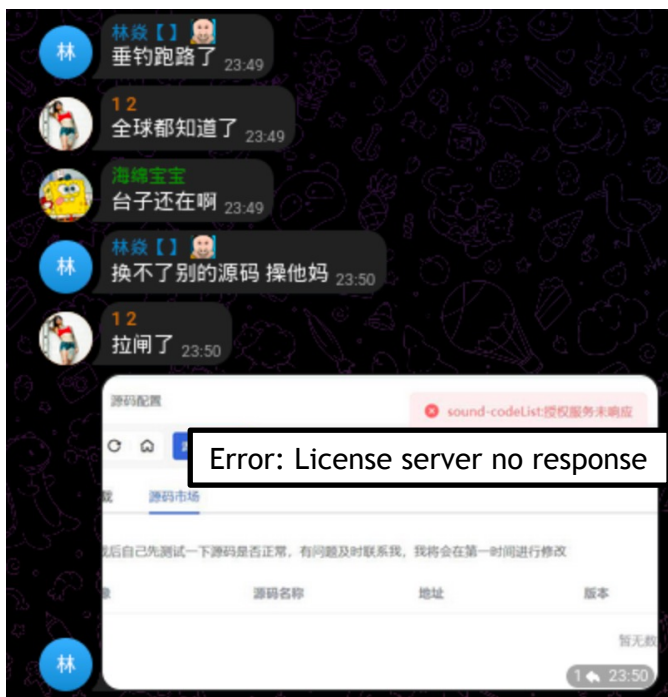 林焱【】
林
垂钓跑路了 23:49
1 2
全球都知道了 23:49
海绵宝宝
台子还在啊 23:49
林焱【】
林
换不了别的源码 操他妈 23:50
1 2
拉闸了 23:50
源码配置
sound-codeList:授权服务未响应
Error: License server no response
源码市场
后自己先测试一下源码是否正常，有问题及时联系我，我将会在第一时间进行修改
源码名称 地址 版本
暂无数
林
1 23:50